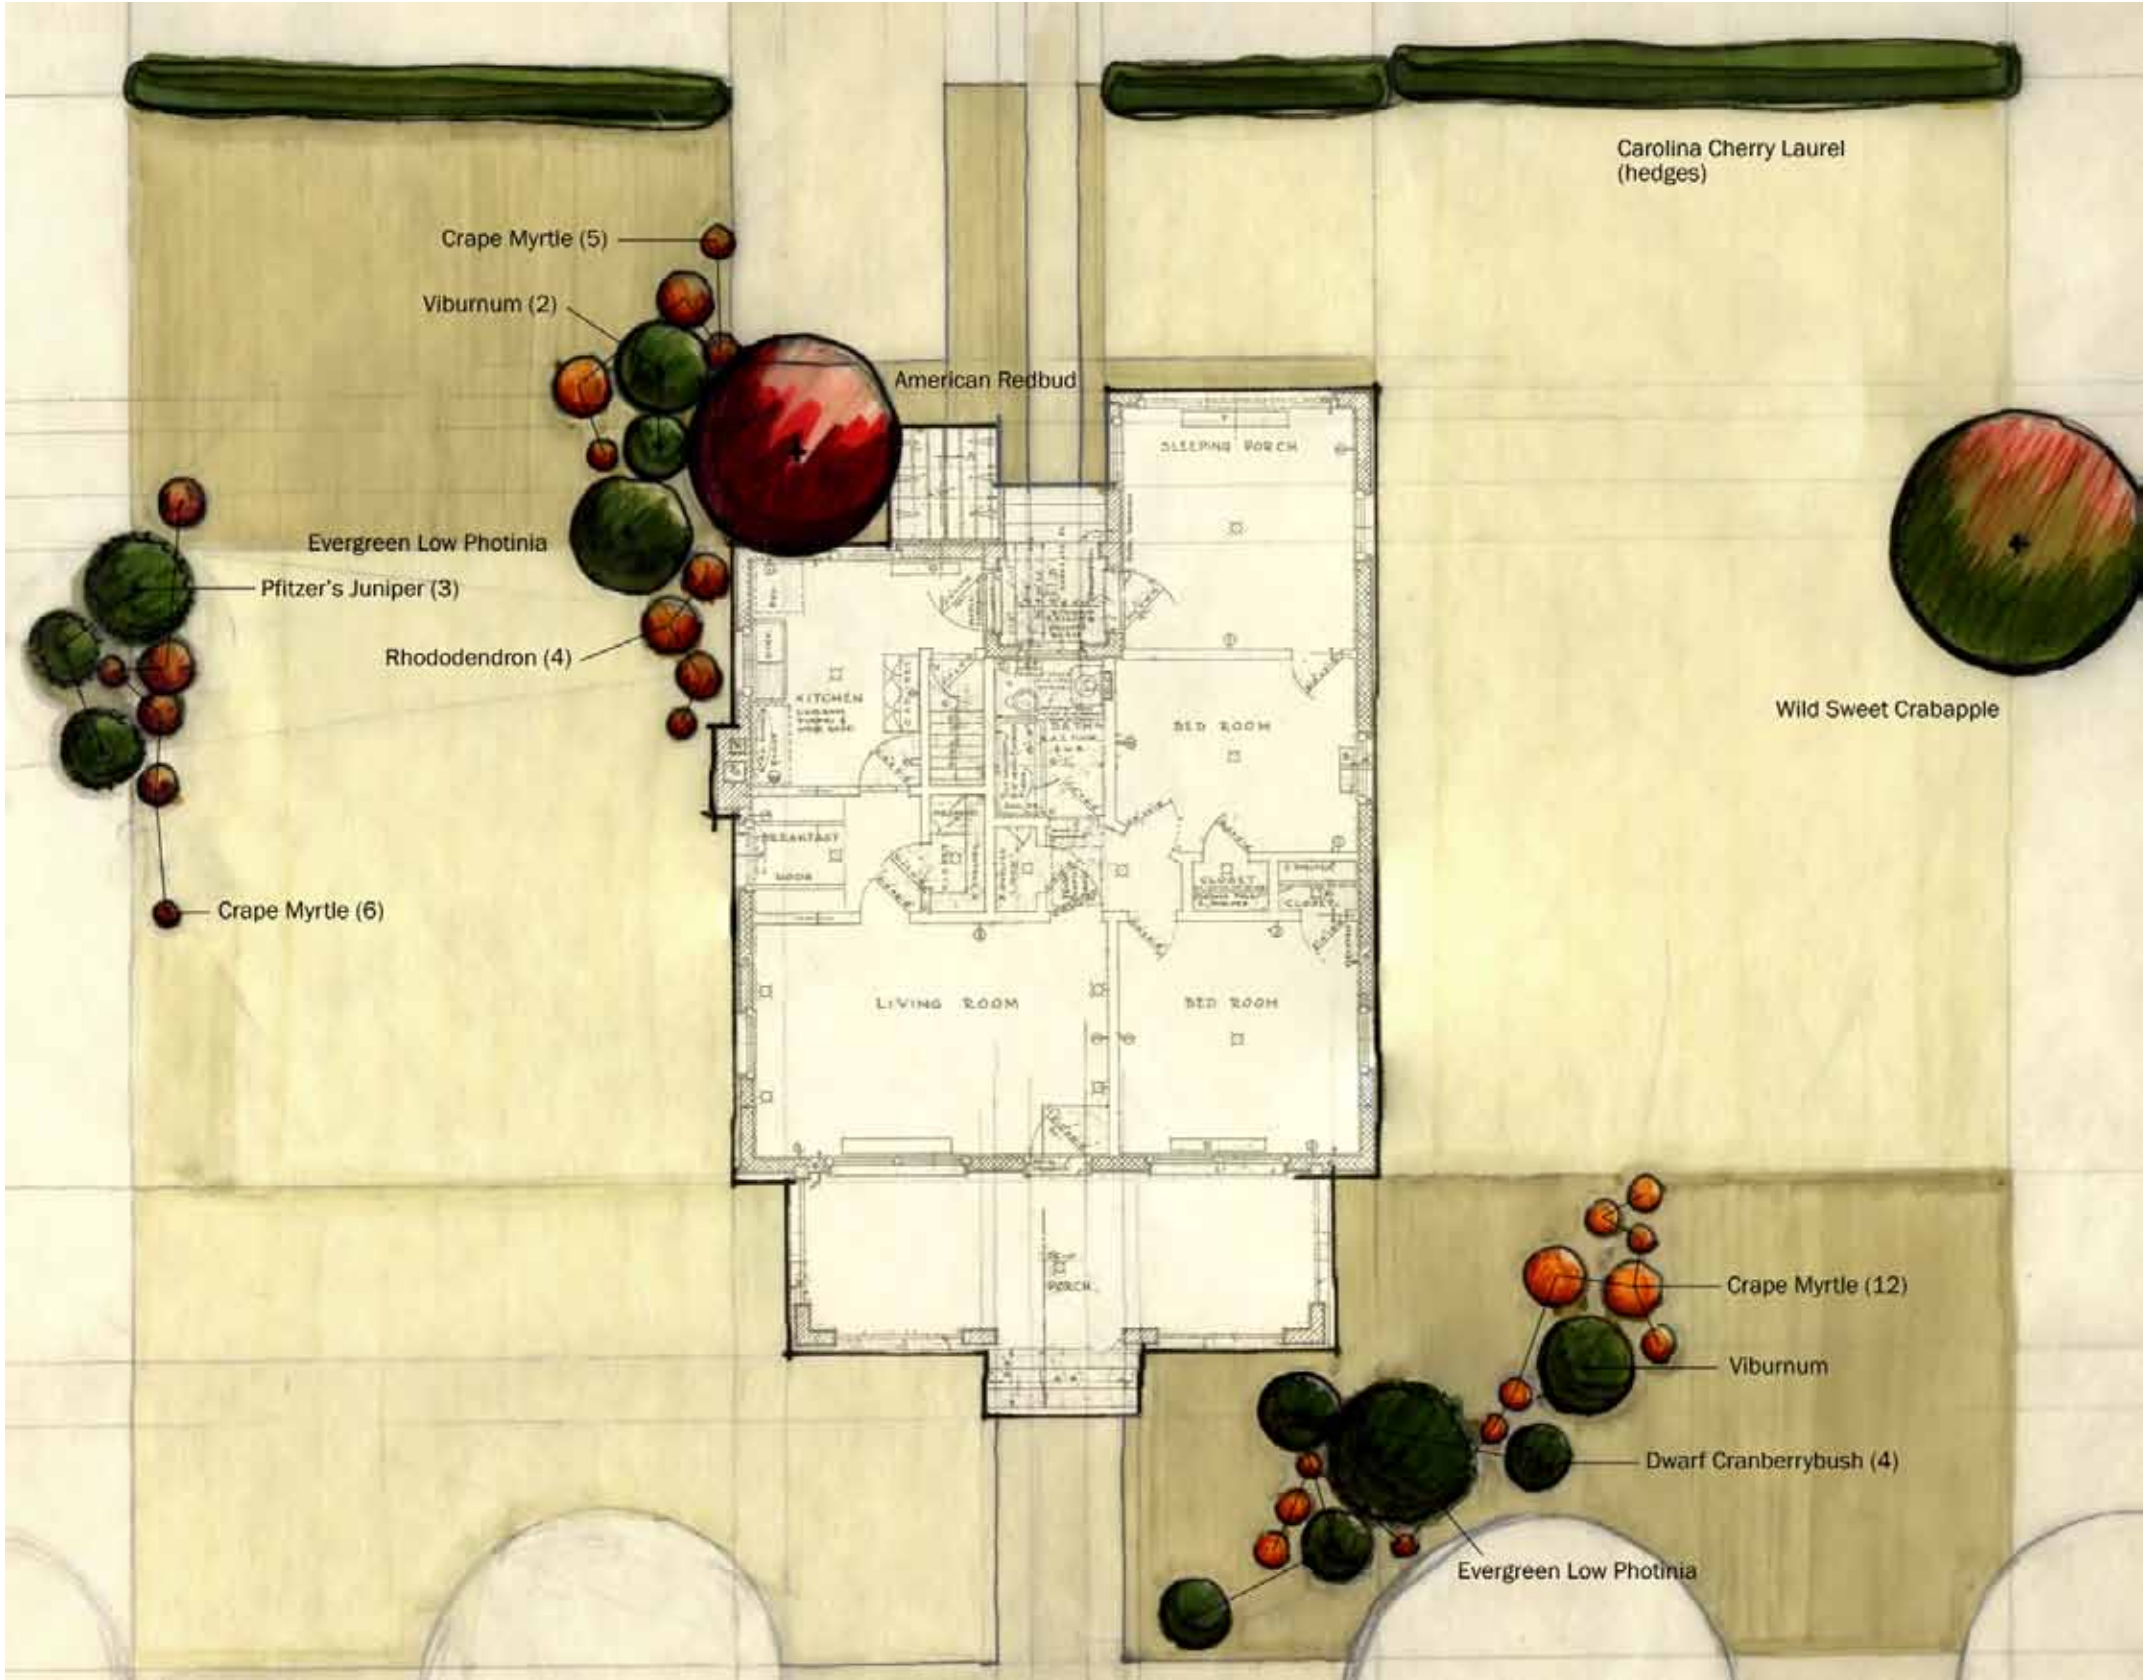 Carolina Cherry Laurel
(hedges)
Crape Myrtle (5)
Viburnum (2)
American Redbud
SLEEPING PORCH
Evergreen Low Photinia
Pfitzer's Juniper (3)
Rhododendron (4)
KITCHEN
BED ROOM
BATH
Wild Sweet Crabapple
BREAKFAST
NOOK
CLOSET
CLOSET
Crape Myrtle (6)
LIVING ROOM
BED ROOM
PORCH
Crape Myrtle (12)
Viburnum
Dwarf Cranberrybush (4)
Evergreen Low Photinia